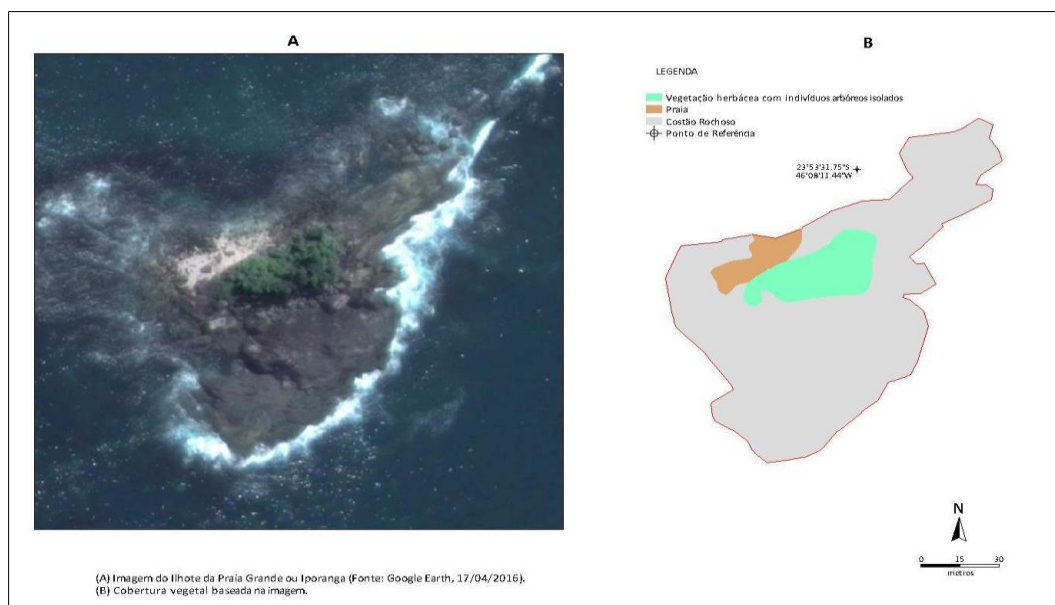 A
B
LEGENDA
Vegetação herbácea com indivíduos arbóreos isolados
Praia
Costão Rochoso
Ponto de Referência
23°53'31.75"S
46°08'11.44"W
N
0 15 30
metros
(A) Imagem do Ilhote da Praia Grande ou Iporanga (Fonte: Google Earth, 17/04/2016).
(B) Cobertura vegetal baseada na imagem.